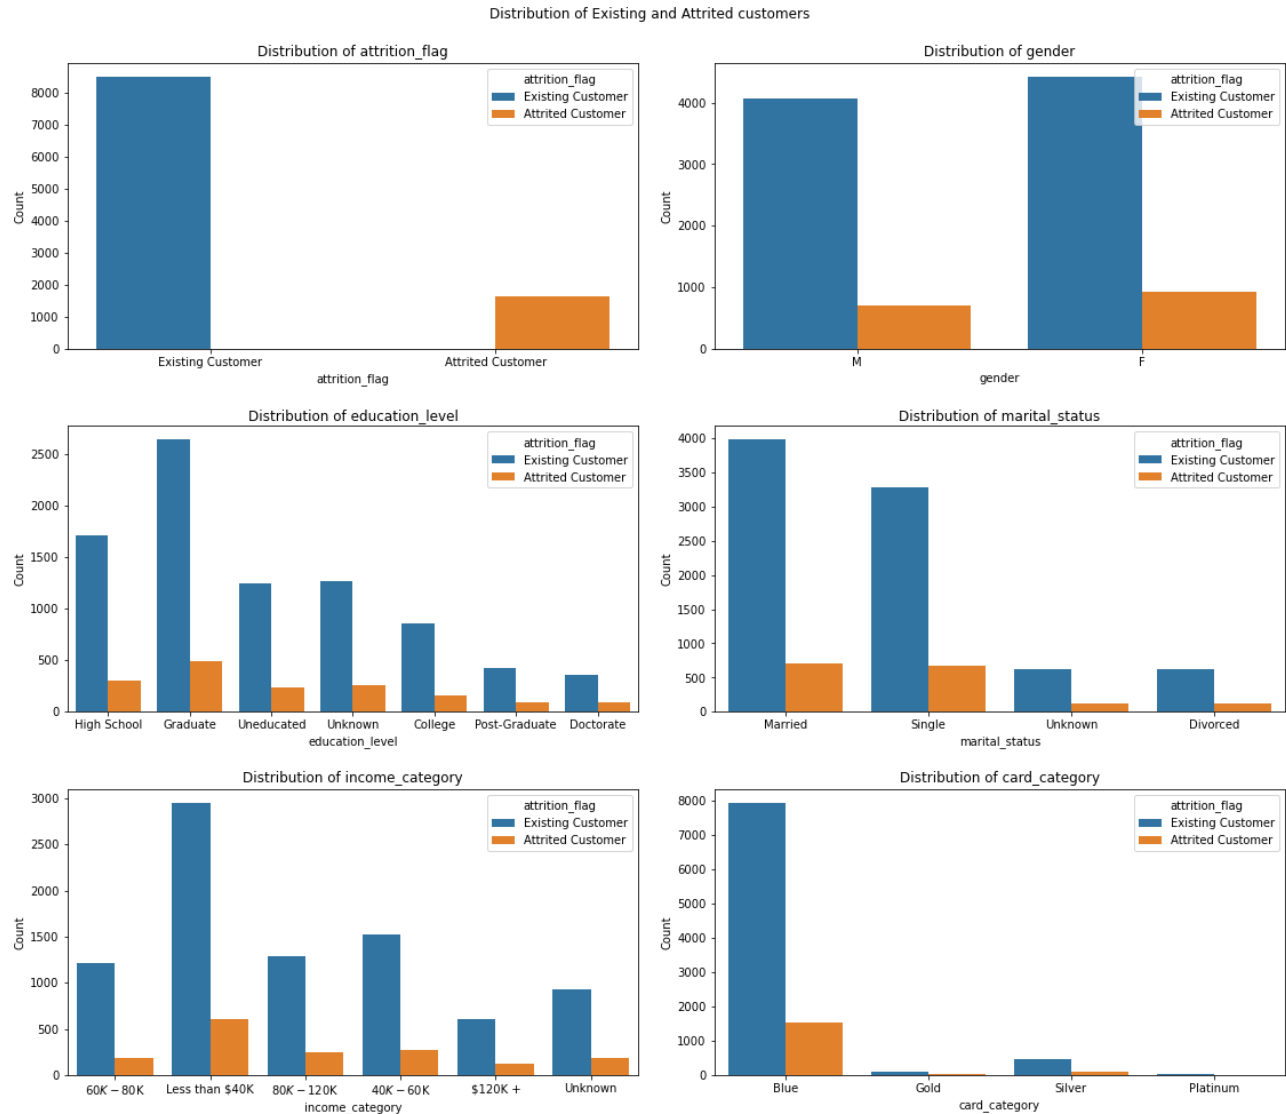 Distribution of Existing and Attrited customers
Distribution of attrition_flag
attrition_flag
Existing Customer
Attrited Customer
Count
8000
7000
6000
5000
4000
3000
2000
1000
0
Existing Customer Attrited Customer
attrition_flag
Distribution of gender
attrition_flag
Existing Customer
Attrited Customer
Count
4000
3000
2000
1000
0
M F
gender
Distribution of education_level
attrition_flag
Existing Customer
Attrited Customer
Count
2500
2000
1500
1000
500
0
High School Graduate Uneducated Unknown College Post-Graduate Doctorate
education_level
Distribution of marital_status
attrition_flag
Existing Customer
Attrited Customer
Count
4000
3500
3000
2500
2000
1500
1000
500
0
Married Single Unknown Divorced
marital_status
Distribution of income_category
attrition_flag
Existing Customer
Attrited Customer
Count
3000
2500
2000
1500
1000
500
0
60K − 80K Less than $40K 80K − 120K 40K − 60K $120K + Unknown
income_category
Distribution of card_category
attrition_flag
Existing Customer
Attrited Customer
Count
8000
7000
6000
5000
4000
3000
2000
1000
0
Blue Gold Silver Platinum
card_category